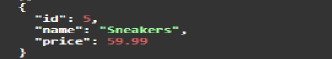 {
"id": 5,
"name": "Sneakers",
"price": 59.99
}